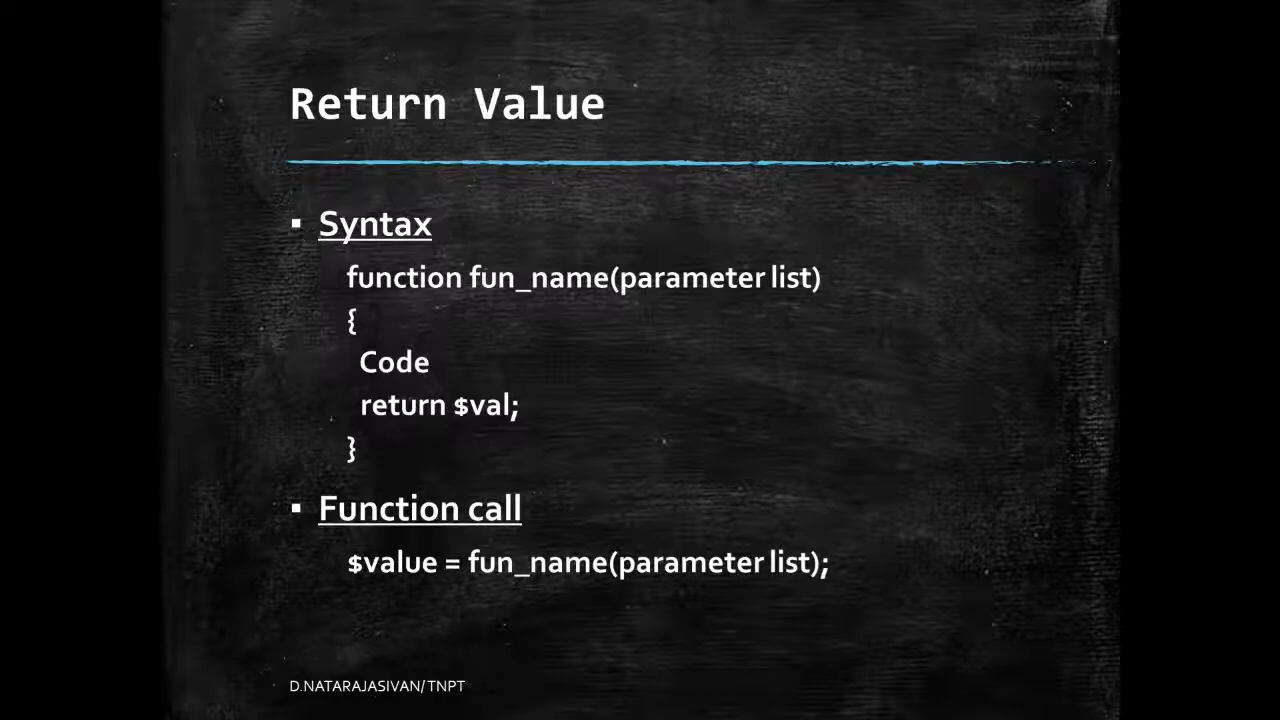 Return Value
▪ Syntax
function fun_name(parameter list)
{
Code
return $val;
}
▪ Function call
$value = fun_name(parameter list);
D.NATARAJASIVAN/TNPT